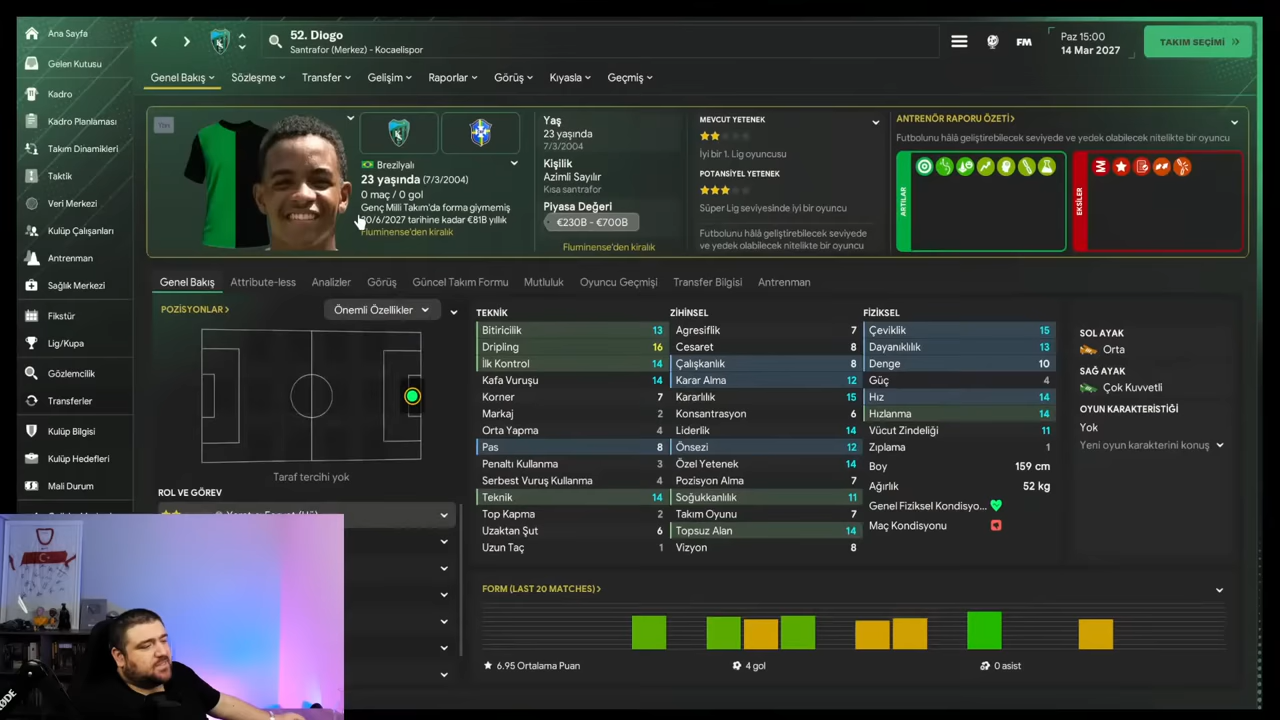 Ana Sayfa
Gelen Kutusu
Kadro
Kadro Planlaması
Takım Dinamikleri
Taktik
Veri Merkezi
Kulüp Çalışanları
Antrenman
Sağlık Merkezi
Fikstür
Lig/Kupa
Gözlemcilik
Transferler
Kulüp Bilgisi
Kulüp Hedefleri
Mali Durum
52. Diogo
Santrafor (Merkez) - Kocaelispor
FM
Paz 15:00
14 Mar 2027
TAKIM SEÇİMİ
Genel Bakış
Sözleşme
Transfer
Gelişim
Raporlar
Görüş
Kıyasla
Geçmiş
Brezilyalı
23 yaşında (7/3/2004)
0 maç / 0 gol
Genç Milli Takım'da forma giymemiş
30/6/2027 tarihine kadar €81B yıllık
Fluminense'den kiralık
Yaş
23 yaşında
7/3/2004
Kişilik
Azimli Sayılır
Kısa santrafor
Piyasa Değeri
€230B - €700B
Fluminense'den kiralık
MEVCUT YETENEK
İyi bir 1. Lig oyuncusu
POTANSİYEL YETENEK
Süper Lig seviyesinde iyi bir oyuncu
Futbolunu hâlâ geliştirebilecek seviyede
ve yedek olabilecek nitelikte bir oyuncu
ANTRENÖR RAPORU ÖZETİ
Futbolunu hâlâ geliştirebilecek seviyede ve yedek olabilecek nitelikte bir oyuncu
ARTILAR
EKSİLER
Genel Bakış
Attribute-less
Analizler
Görüş
Güncel Takım Formu
Mutluluk
Oyuncu Geçmişi
Transfer Bilgisi
Antrenman
POZİSYONLAR
Önemli Özellikler
Taraf tercihi yok
ROL VE GÖREV
TEKNİK
Bitiricilik 13
Dripling 16
İlk Kontrol 14
Kafa Vuruşu 14
Korner 7
Markaj 2
Orta Yapma 4
Pas 8
Penaltı Kullanma 3
Serbest Vuruş Kullanma 4
Teknik 14
Top Kapma 2
Uzaktan Şut 6
Uzun Taç 1
ZİHİNSEL
Agresiflik 7
Cesaret 8
Çalışkanlık 8
Karar Alma 12
Kararlılık 15
Konsantrasyon 6
Liderlik 14
Önsezi 12
Özel Yetenek 14
Pozisyon Alma 7
Soğukkanlılık 11
Takım Oyunu 7
Topsuz Alan 14
Vizyon 8
FİZİKSEL
Çeviklik 15
Dayanıklılık 13
Denge 10
Güç 4
Hız 14
Hızlanma 14
Vücut Zindeliği 11
Zıplama 1
Boy 159 cm
Ağırlık 52 kg
Genel Fiziksel Kondisyo...
Maç Kondisyonu
SOL AYAK
Orta
SAĞ AYAK
Çok Kuvvetli
OYUN KARAKTERİSTİĞİ
Yok
Yeni oyun karakterini konuş
FORM (LAST 20 MATCHES)
6.95 Ortalama Puan
4 gol
0 asist